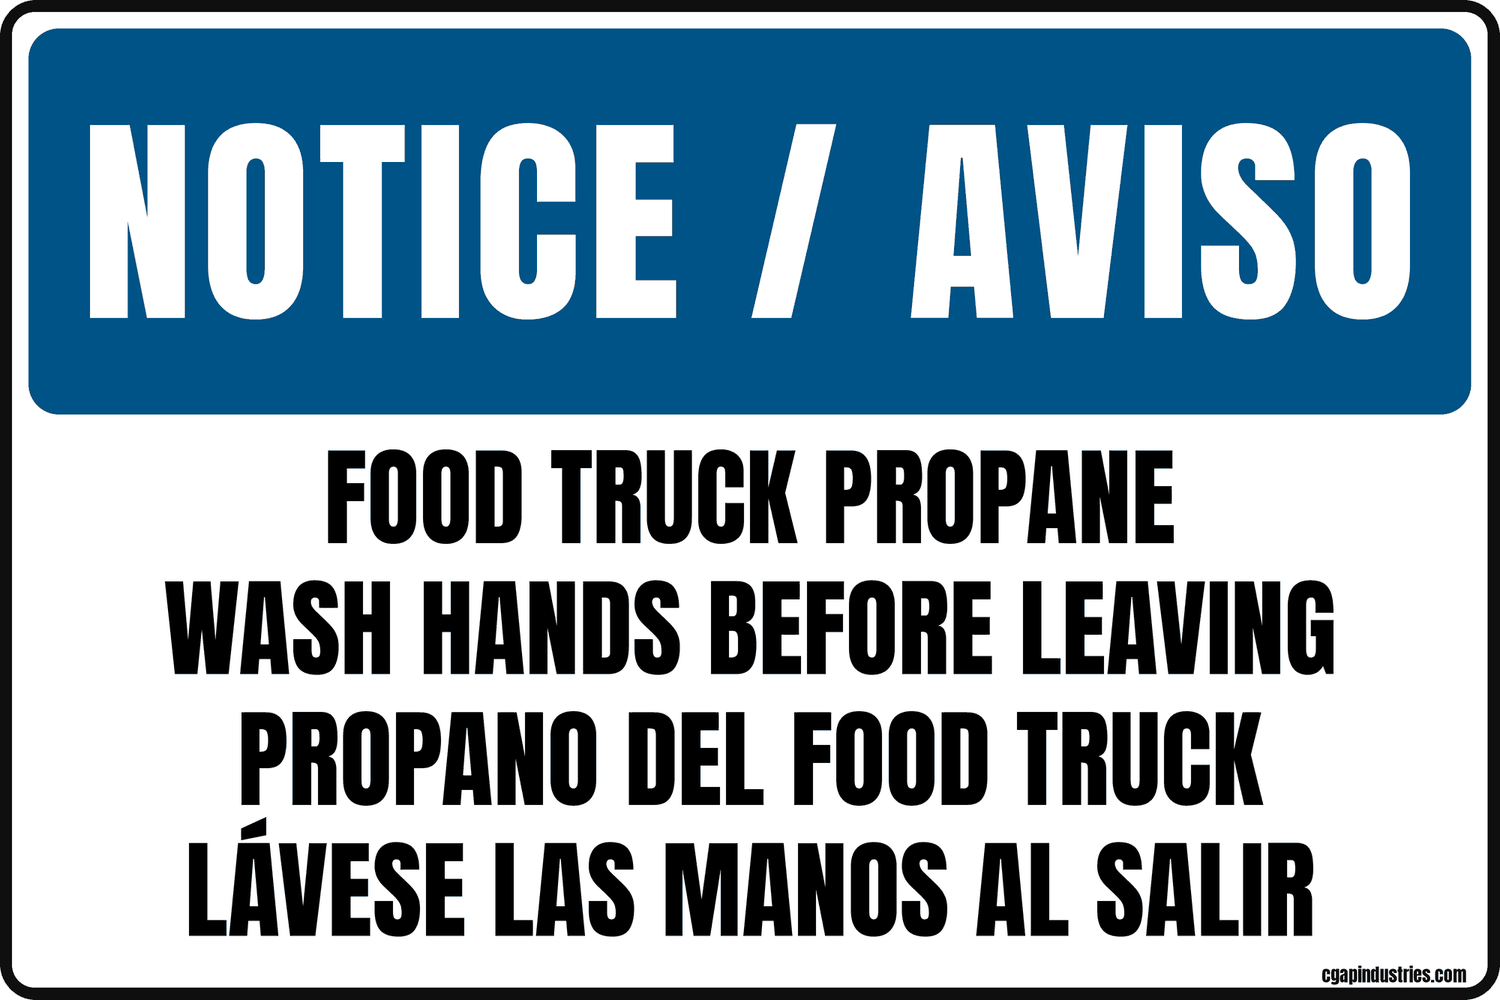 NOTICE / AVISO
FOOD TRUCK PROPANE
WASH HANDS BEFORE LEAVING
PROPANO DEL FOOD TRUCK
LÁVESE LAS MANOS AL SALIR
cgapindustries.com